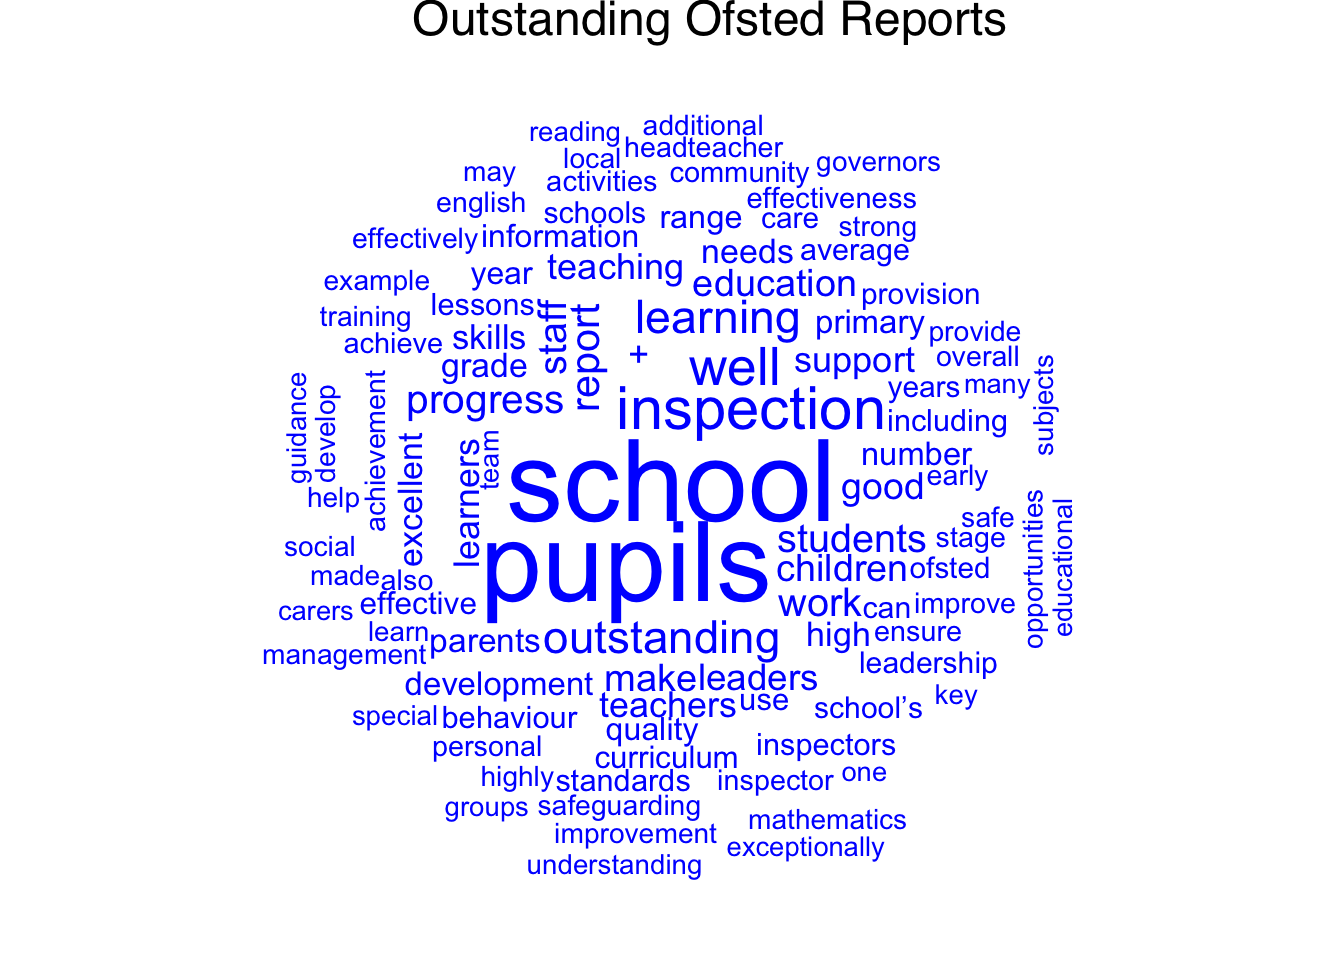 Outstanding Ofsted Reports
reading additional
local headteacher
may activities community governors
english schools range care effectiveness
effectively information strong
needs average
example year teaching education provision
training lessons staff report learning primary provide
achieve skills + well support overall
grade years many subjects
guidance develop achievement progress inspection including
excellent learners team school number
help good early
social pupils students stage safe opportunities educational
made also children ofsted
carers effective work can improve
learn parents outstanding high ensure
management leadership
development make leaders key
special behaviour teachers use school’s
personal quality inspectors
curriculum
highly standards inspector one
groups safeguarding mathematics
improvement exceptionally
understanding